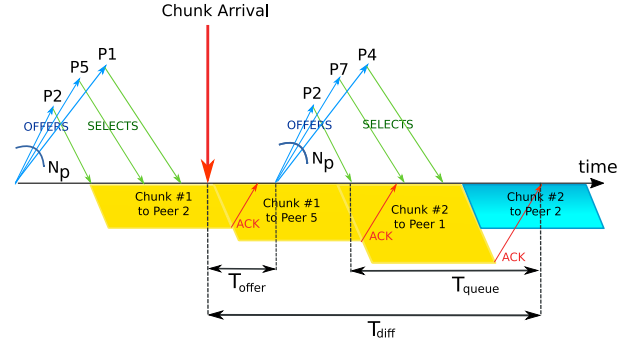 Chunk Arrival
P1
P5
P2
OFFERS
SELECTS
Np
P4
P7
P2
OFFERS
SELECTS
Np
time
Chunk #1
to Peer 2
Chunk #1
to Peer 5
Chunk #2
to Peer 1
Chunk #2
to Peer 2
ACK
ACK
ACK
Toffer
Tqueue
Tdiff